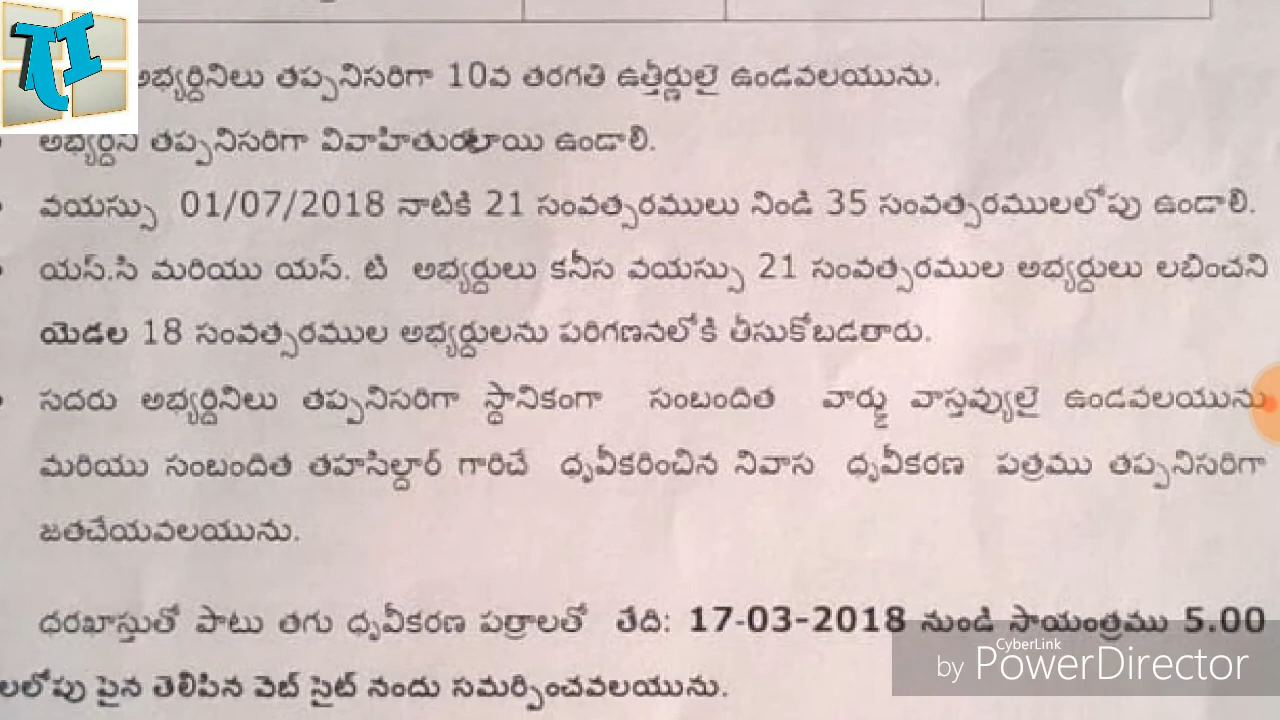 TI
అభ్యర్దినిలు తప్పనిసరిగా 10వ తరగతి ఉత్తీర్ణులై ఉండవలయును.
అభ్యర్దిని తప్పనిసరిగా వివాహితురాలాయి ఉండాలి.
వయస్సు 01/07/2018 నాటికి 21 సంవత్సరములు నిండి 35 సంవత్సరములలోపు ఉండాలి.
యస్.సి మరియు యస్. టి అభ్యర్దులు కనీస వయస్సు 21 సంవత్సరముల అభ్యర్దులు లభించని
యెడల 18 సంవత్సరముల అభ్యర్దులను పరిగణనలోకి తీసుకోబడతారు.
సదరు అభ్యర్దినిలు తప్పనిసరిగా స్థానికంగా సంబందిత వార్డు వాస్తవ్యులై ఉండవలయును
మరియు సంబందిత తహసిల్దార్ గారిచే ధృవీకరించిన నివాస ధృవీకరణ పత్రము తప్పనిసరిగా
జతచేయవలయును.
ధరఖాస్తుతో పాటు తగు ధృవీకరణ పత్రాలతో తేది: 17-03-2018 నుండి సాయంత్రము 5.00
లలోపు పైన తెలిపిన వెబ్ సైట్ నందు సమర్పించవలయును.
CyberLink
by PowerDirector